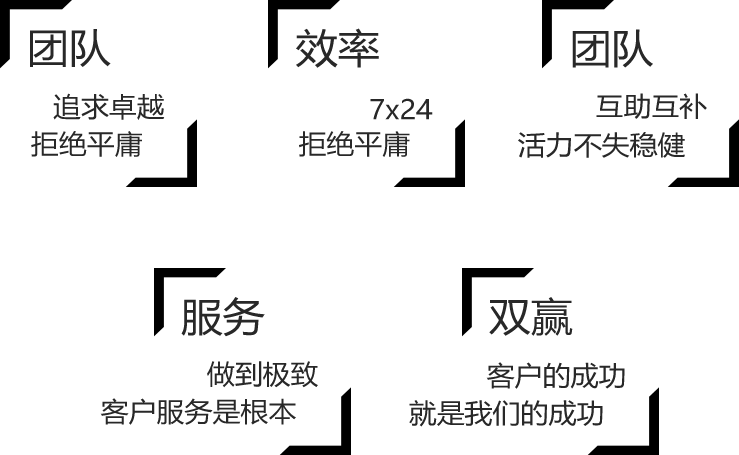 团队
追求卓越
拒绝平庸
效率
7x24
拒绝平庸
团队
互助互补
活力不失稳健
服务
做到极致
客户服务是根本
双赢
客户的成功
就是我们的成功